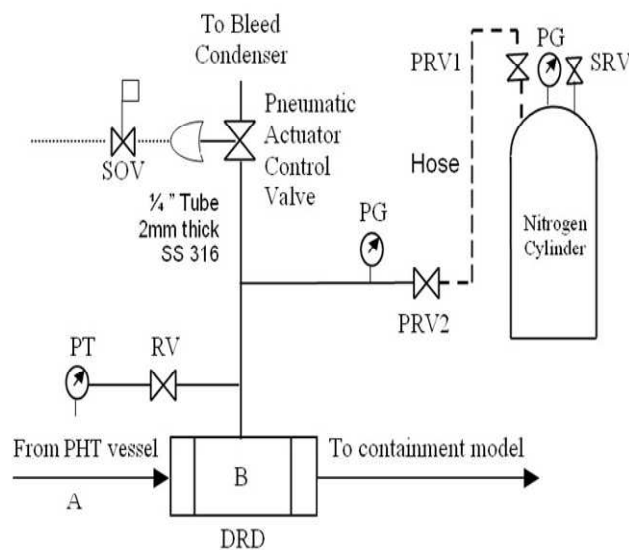 To Bleed
Condenser
PRV1
PG
SRV
Pneumatic
Actuator
Control
Valve
SOV
Hose
¼ " Tube
2mm thick
SS 316
PG
Nitrogen
Cylinder
PRV2
PT
RV
From PHT vessel
To containment model
A
B
DRD